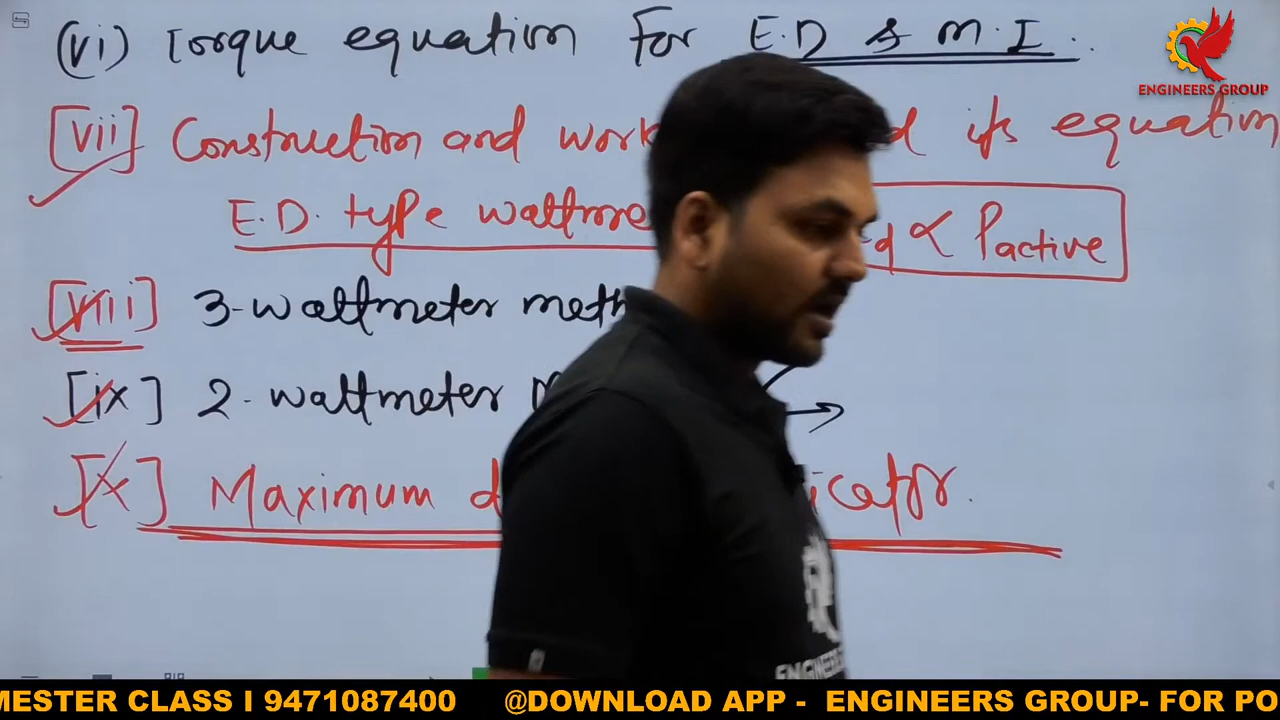 (vi) Torque equation For E.D & M.I.
ENGINEERS GROUP
[vii] Construction and work d its equation
E.D. type wattme d ∝ Pactive
[viii] 3-wattmeter meth
[ix] 2-wattmeter M
[x] Maximum d icator.
ENGINEE
MESTER CLASS I 9471087400 @DOWNLOAD APP - ENGINEERS GROUP- FOR PO